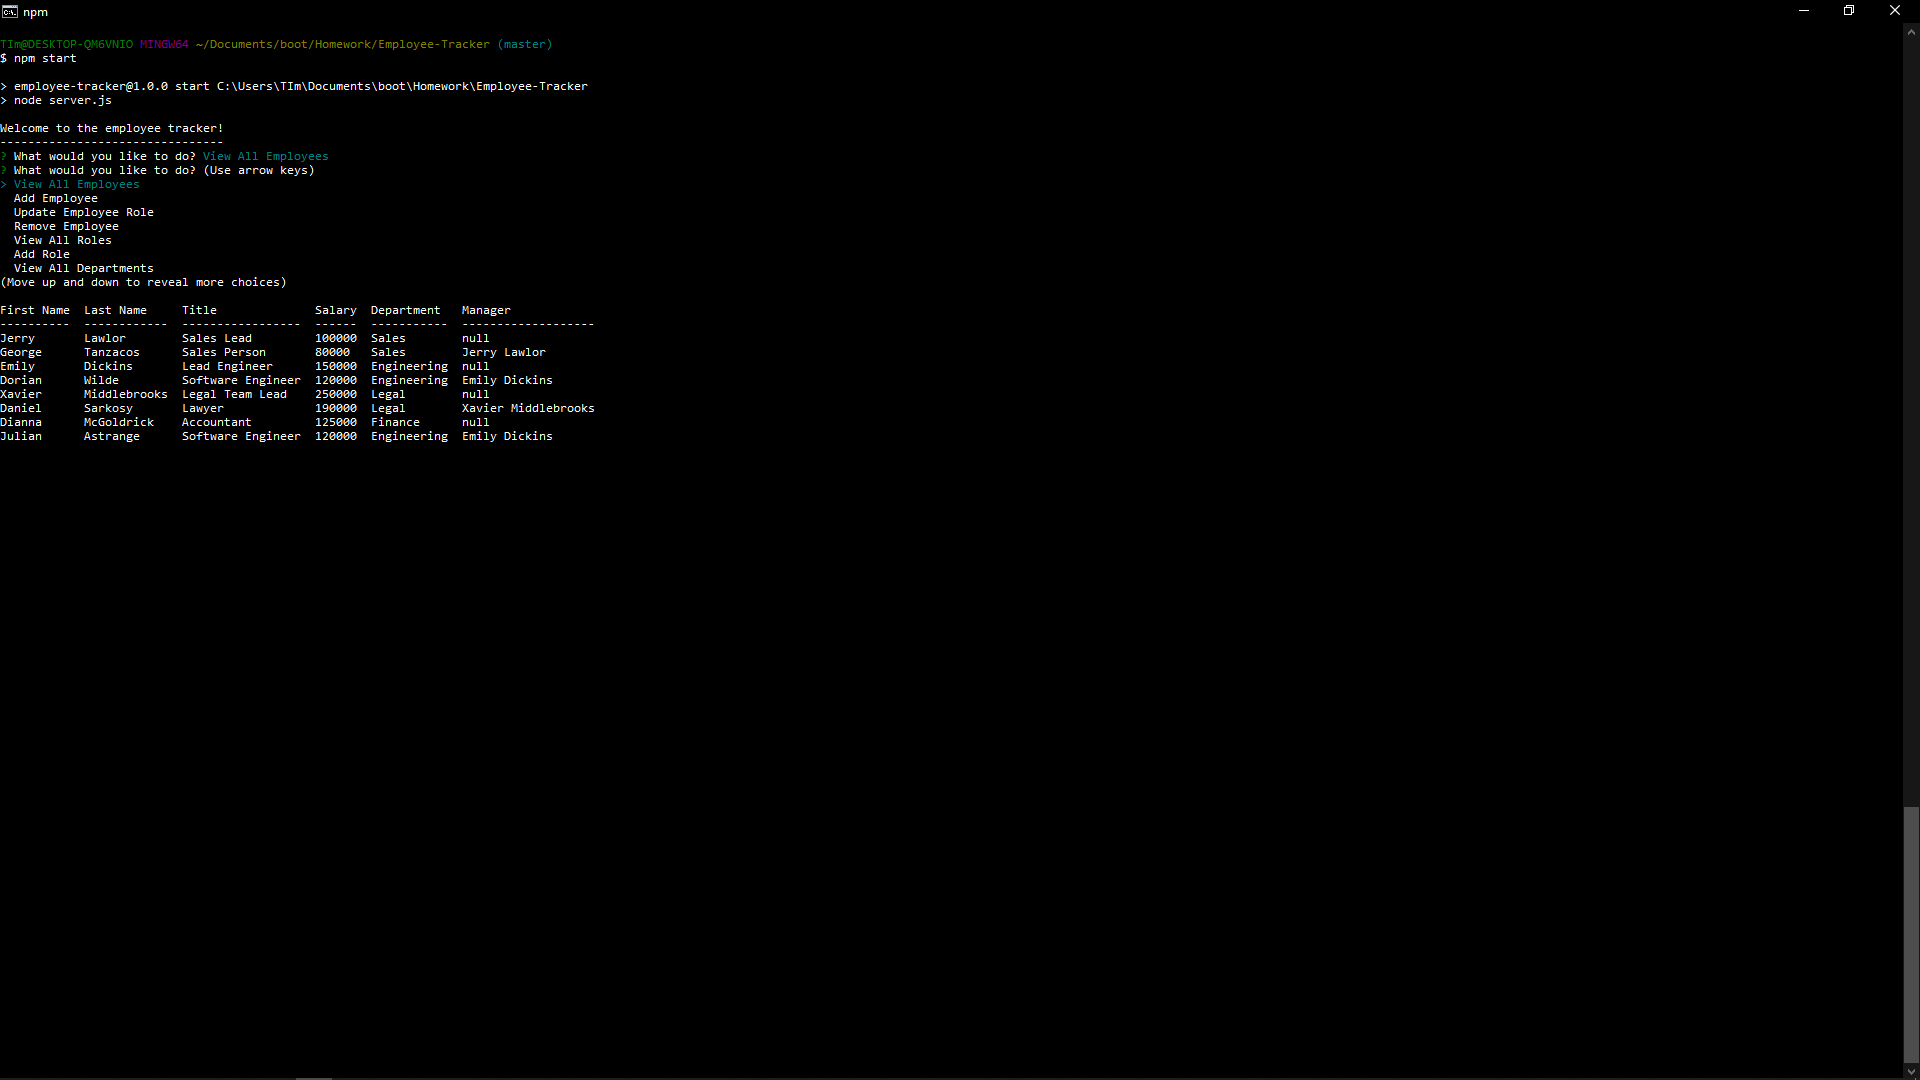 npm
TIm@DESKTOP-QM6VNIO MINGW64 ~/Documents/boot/Homework/Employee-Tracker (master)
$ npm start
> employee-tracker@1.0.0 start C:\Users\TIm\Documents\boot\Homework\Employee-Tracker
> node server.js
Welcome to the employee tracker!
--------------------------------
? What would you like to do? View All Employees
? What would you like to do? (Use arrow keys)
> View All Employees
  Add Employee
  Update Employee Role
  Remove Employee
  View All Roles
  Add Role
  View All Departments
(Move up and down to reveal more choices)
First Name  Last Name     Title              Salary  Department   Manager
----------  ------------  -----------------  ------  -----------  -------------------
Jerry       Lawlor        Sales Lead         100000  Sales        null
George      Tanzacos      Sales Person       80000   Sales        Jerry Lawlor
Emily       Dickins       Lead Engineer      150000  Engineering  null
Dorian      Wilde         Software Engineer  120000  Engineering  Emily Dickins
Xavier      Middlebrooks  Legal Team Lead    250000  Legal        null
Daniel      Sarkosy       Lawyer             190000  Legal        Xavier Middlebrooks
Dianna      McGoldrick    Accountant         125000  Finance      null
Julian      Astrange      Software Engineer  120000  Engineering  Emily Dickins